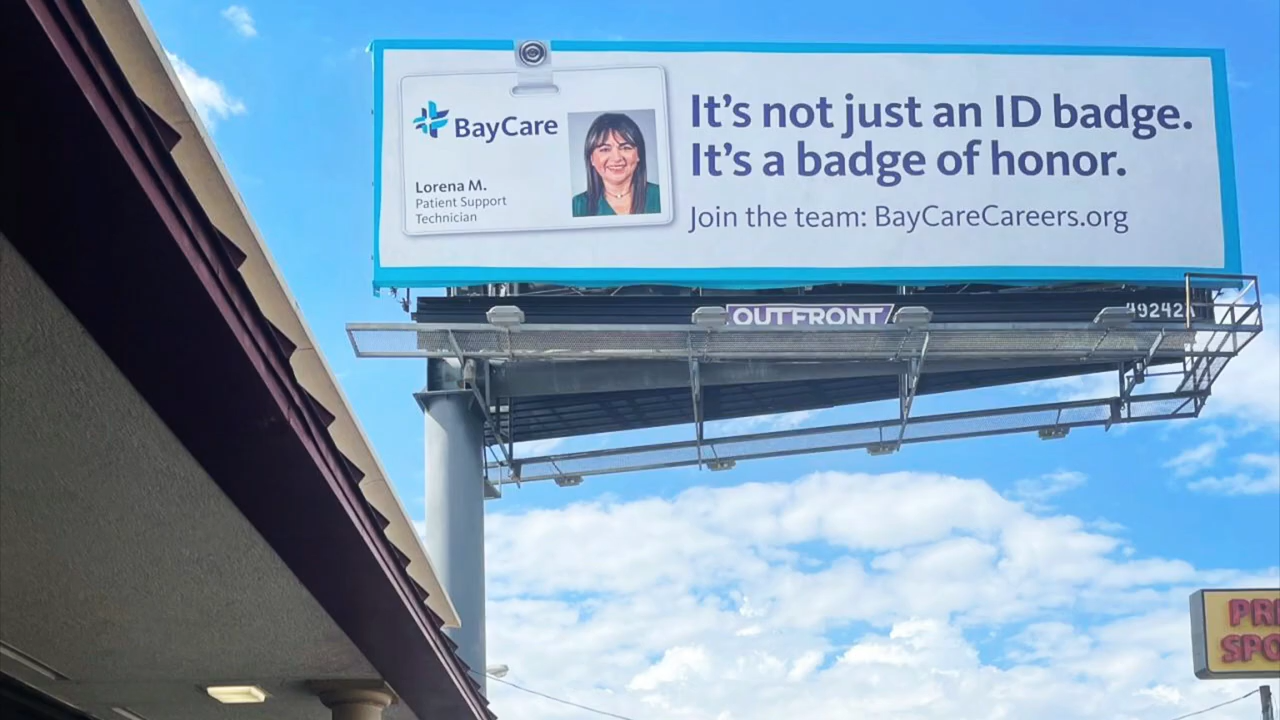 BayCare
Lorena M.
Patient Support
Technician
It's not just an ID badge.
It's a badge of honor.
Join the team: BayCareCareers.org
OUTFRONT
49242